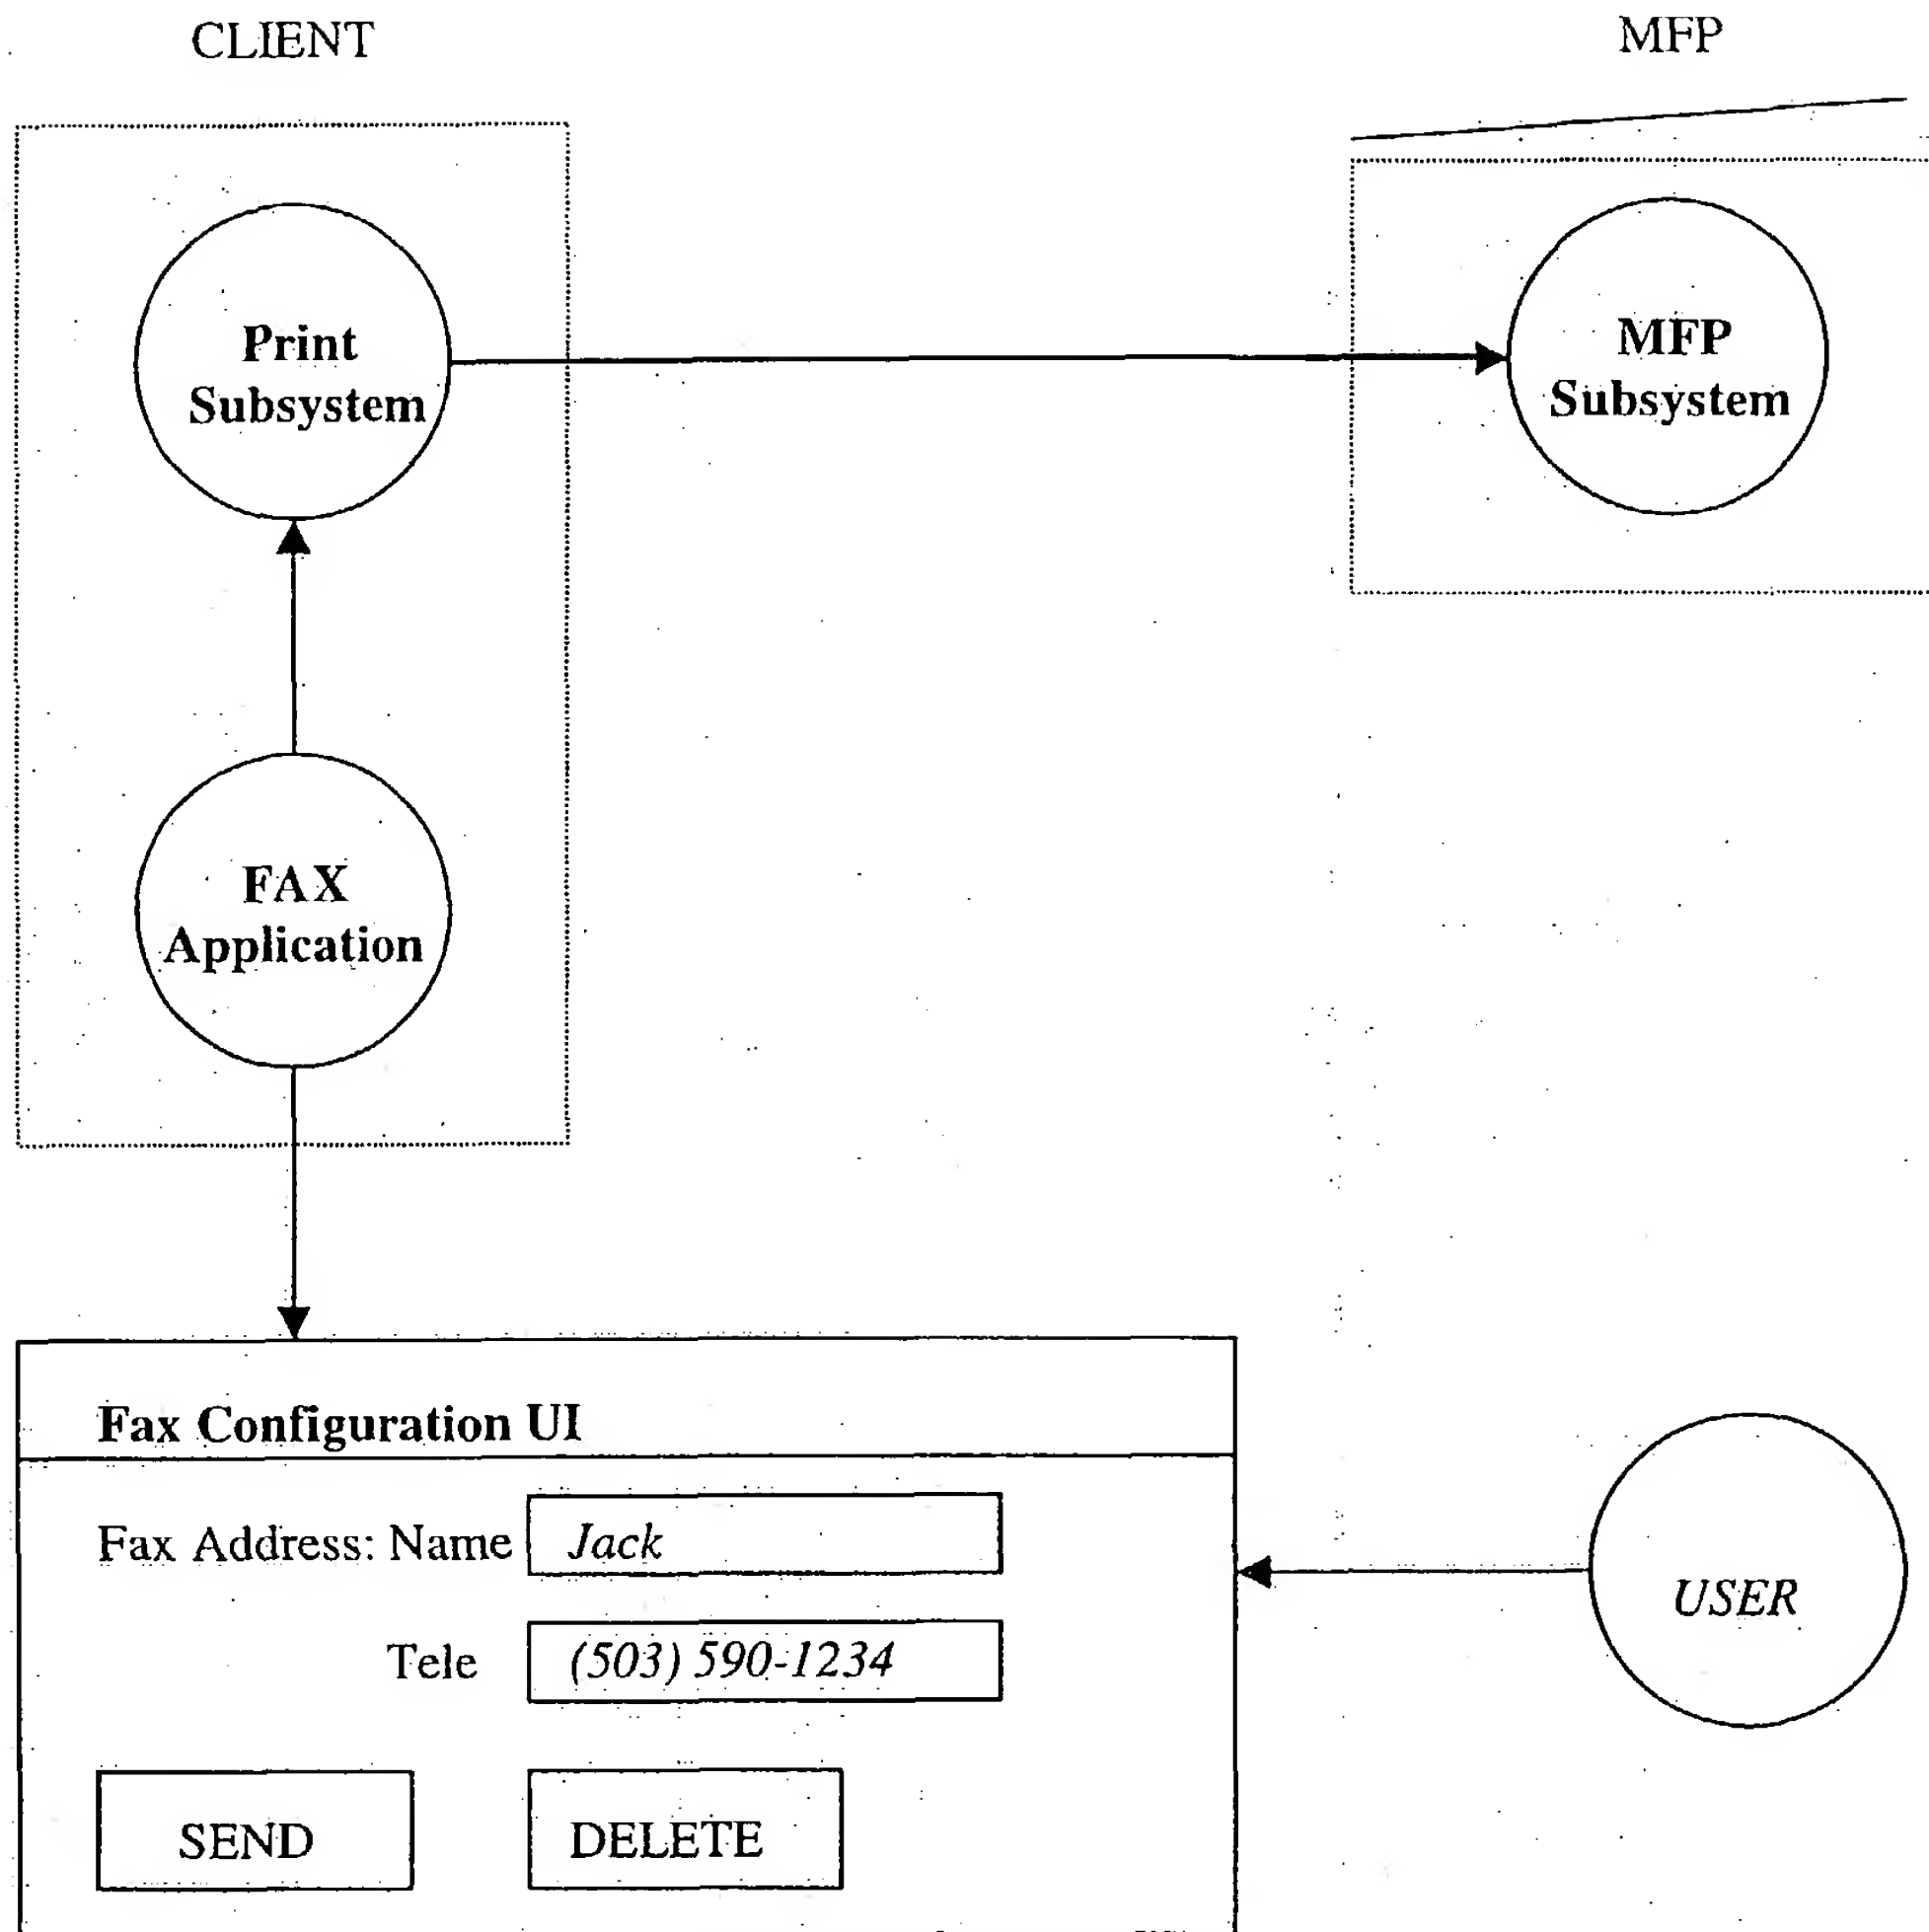 CLIENT
MFP
Print
Subsystem
MFP
Subsystem
FAX
Application
Fax Configuration UI
Fax Address: Name
Jack
Tele
(503) 590-1234
USER
SEND
DELETE